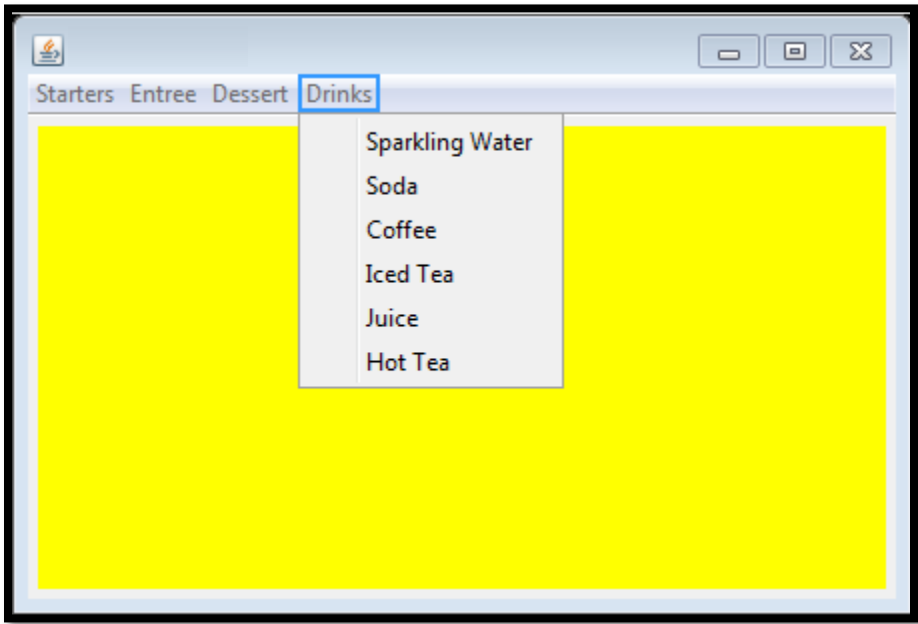 Starters Entree Dessert Drinks
Sparkling Water
Soda
Coffee
Iced Tea
Juice
Hot Tea